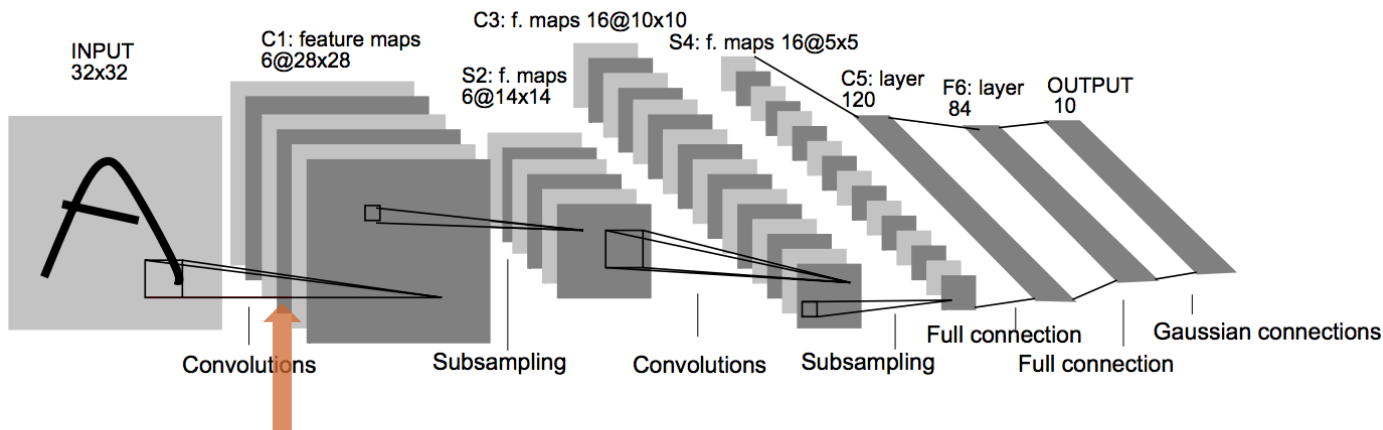 INPUT
32x32
C1: feature maps
6@28x28
S2: f. maps
6@14x14
C3: f. maps 16@10x10
S4: f. maps 16@5x5
C5: layer
120
F6: layer
84
OUTPUT
10
Convolutions
Subsampling
Convolutions
Subsampling
Full connection
Full connection
Gaussian connections